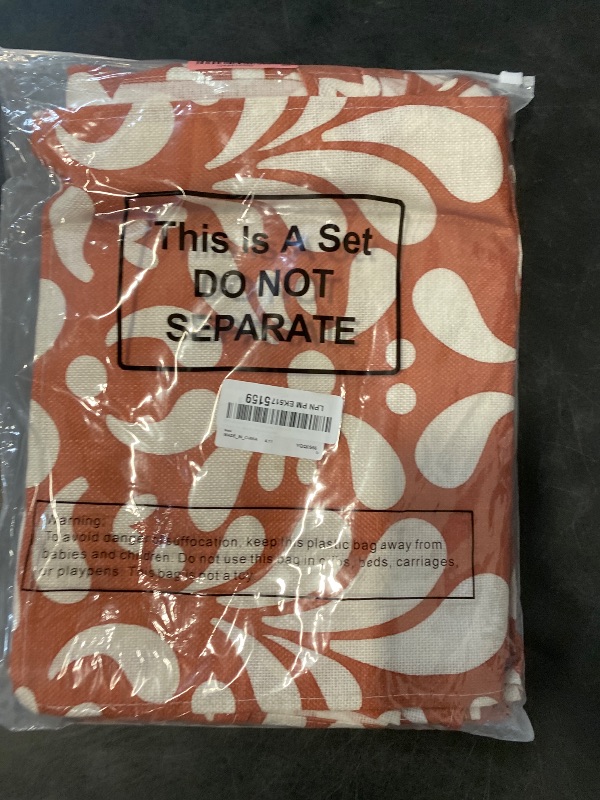 This Is A Set
DO NOT
SEPARATE
LPN PM EK5175159
MADE_IN_CHINA
Warning:
To avoid danger suffocation, keep this plastic bag away from
babies and children. Do not use this bag in cribs, beds, carriages,
or playpens. This bag is not a toy.